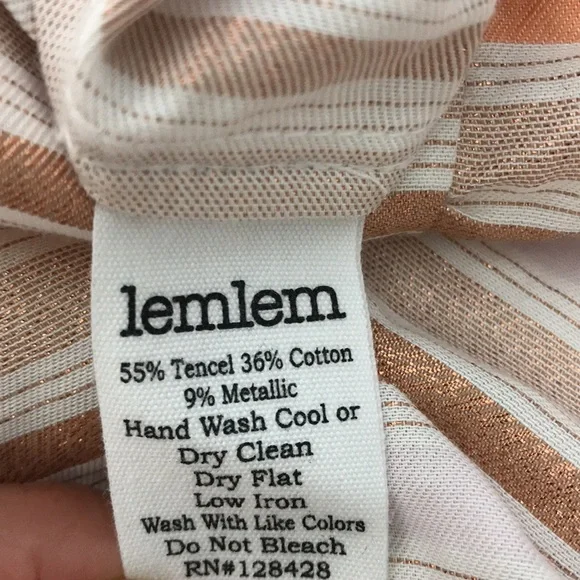 lemlem
55% Tencel 36% Cotton
9% Metallic
Hand Wash Cool or
Dry Clean
Dry Flat
Low Iron
Wash With Like Colors
Do Not Bleach
RN#128428